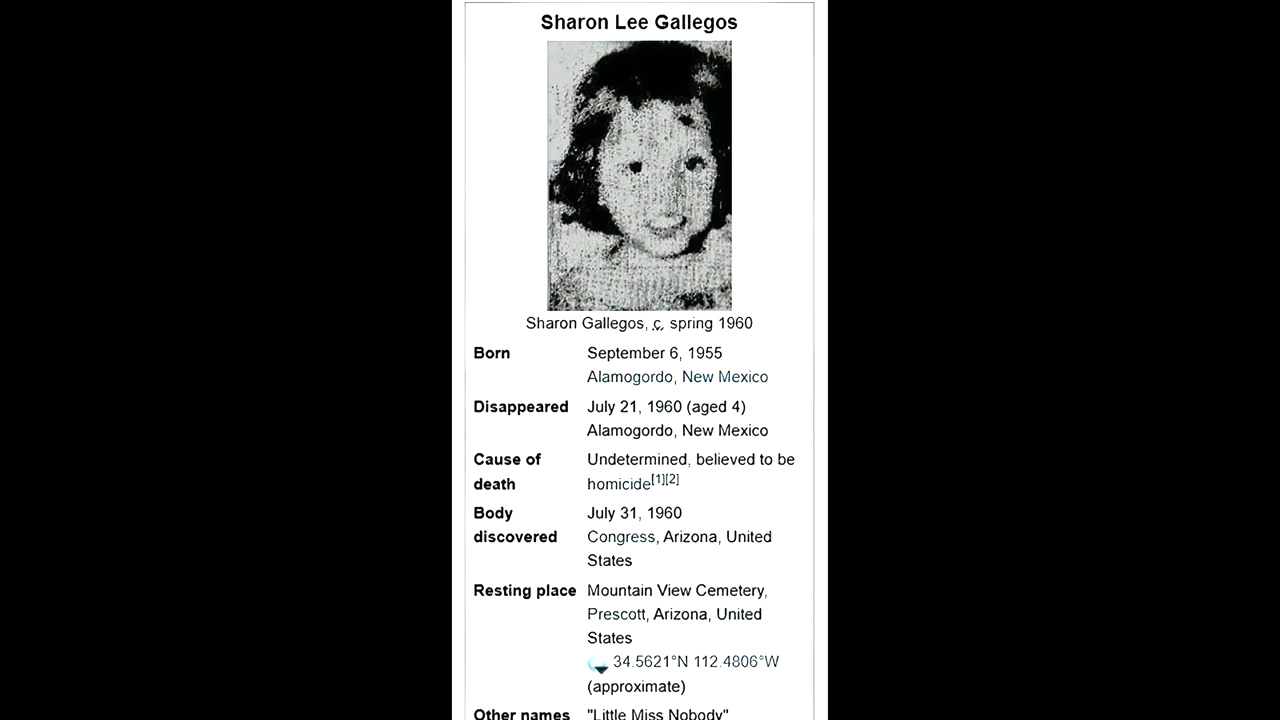 Sharon Lee Gallegos
Sharon Gallegos, c. spring 1960
Born September 6, 1955
Alamogordo, New Mexico
Disappeared July 21, 1960 (aged 4)
Alamogordo, New Mexico
Cause of Undetermined, believed to be
death homicide[1][2]
Body July 31, 1960
discovered Congress, Arizona, United
States
Resting place Mountain View Cemetery,
Prescott, Arizona, United
States
34.5621°N 112.4806°W
(approximate)
Other names "Little Miss Nobody"